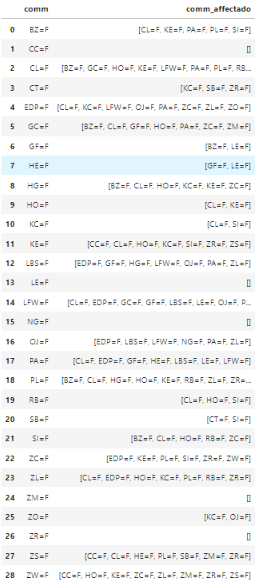 comm comm_affectado
0 BZ=F [CL=F, KE=F, PA=F, PL=F, SI=F]
1 CC=F []
2 CL=F [BZ=F, GC=F, HO=F, KE=F, LFW=F, PA=F, PL=F, RB...
3 CT=F [KC=F, SB=F, ZR=F]
4 EDP=F [CL=F, KC=F, LFW=F, OJ=F, PA=F, ZC=F, ZL=F, ZO=F]
5 GC=F [BZ=F, CL=F, GF=F, HO=F, PA=F, ZC=F, ZM=F]
6 GF=F [BZ=F, LE=F]
7 HE=F [GF=F, LE=F]
8 HG=F [BZ=F, CL=F, HO=F, KC=F, KE=F, ZC=F]
9 HO=F [CL=F, KE=F]
10 KC=F [CL=F, SI=F]
11 KE=F [CC=F, CL=F, HO=F, KC=F, SI=F, ZR=F, ZS=F]
12 LBS=F [EDP=F, GF=F, HG=F, LFW=F, OJ=F, PA=F, ZL=F]
13 LE=F []
14 LFW=F [CL=F, EDP=F, GC=F, GF=F, LBS=F, LE=F, OJ=F, P...
15 NG=F []
16 OJ=F [EDP=F, LBS=F, LFW=F, NG=F, PA=F, ZL=F]
17 PA=F [CL=F, EDP=F, GF=F, HE=F, LBS=F, LE=F, LFW=F]
18 PL=F [BZ=F, CL=F, HG=F, HO=F, KE=F, RB=F, ZL=F, ZR=...
19 RB=F [CL=F, HO=F, SI=F]
20 SB=F [CT=F, SI=F]
21 SI=F [BZ=F, CL=F, HO=F, RB=F, ZC=F]
22 ZC=F [EDP=F, KE=F, PL=F, SI=F, ZR=F, ZW=F]
23 ZL=F [CL=F, EDP=F, HO=F, KC=F, PL=F, RB=F, ZR=F]
24 ZM=F []
25 ZO=F [KC=F, OJ=F]
26 ZR=F []
27 ZS=F [CC=F, CL=F, HE=F, PL=F, SB=F, ZM=F, ZR=F]
28 ZW=F [CC=F, HO=F, KE=F, ZC=F, ZL=F, ZM=F, ZR=F, ZS=F]